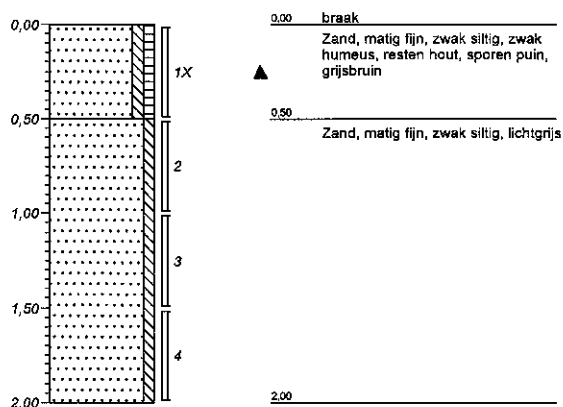 0,00
0,50
1,00
1,50
2,00
1X
2
3
4
0,00 braak
Zand, matig fijn, zwak siltig, zwak
humeus, resten hout, sporen puin,
grijsbruin
0,50
Zand, matig fijn, zwak siltig, lichtgrijs
2,00